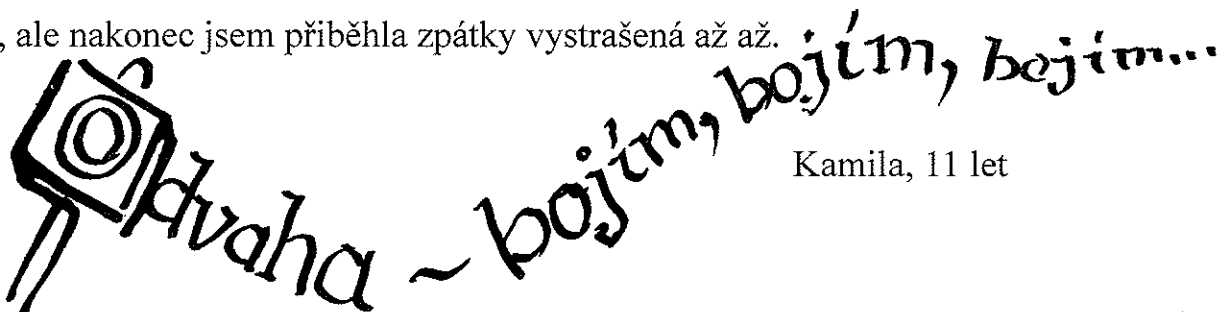 , ale nakonec jsem přiběhla zpátky vystrašená až až.
Odvaha ~ bojím, bojím, bojím...
Kamila, 11 let